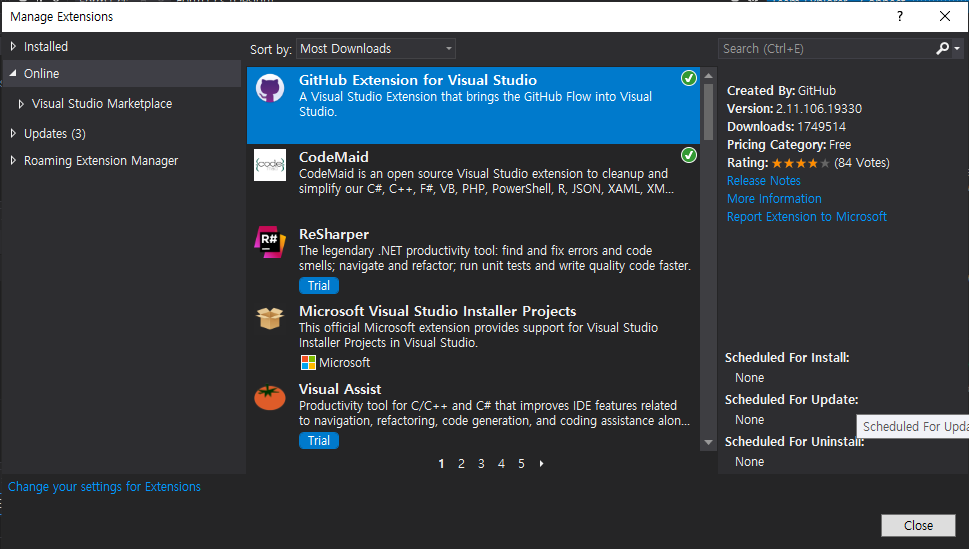 Manage Extensions
?
Installed
Online
Visual Studio Marketplace
Updates (3)
Roaming Extension Manager
Sort by: Most Downloads
GitHub Extension for Visual Studio
A Visual Studio Extension that brings the GitHub Flow into Visual
Studio.
{code}
CodeMaid
CodeMaid is an open source Visual Studio extension to cleanup and
simplify our C#, C++, F#, VB, PHP, PowerShell, R, JSON, XAML, XM...
R#
ReSharper
The legendary .NET productivity tool: find and fix errors and code
smells; navigate and refactor; run unit tests and write quality code faster.
Trial
Microsoft Visual Studio Installer Projects
This official Microsoft extension provides support for Visual Studio
Installer Projects in Visual Studio.
Microsoft
Visual Assist
Productivity tool for C/C++ and C# that improves IDE features related
to navigation, refactoring, code generation, and coding assistance alon...
Trial
1 2 3 4 5
Search (Ctrl+E)
Created By: GitHub
Version: 2.11.106.19330
Downloads: 1749514
Pricing Category: Free
Rating: (84 Votes)
Release Notes
More Information
Report Extension to Microsoft
Scheduled For Install:
None
Scheduled For Update:
None
Scheduled For Upda
Scheduled For Uninstall:
None
Change your settings for Extensions
Close